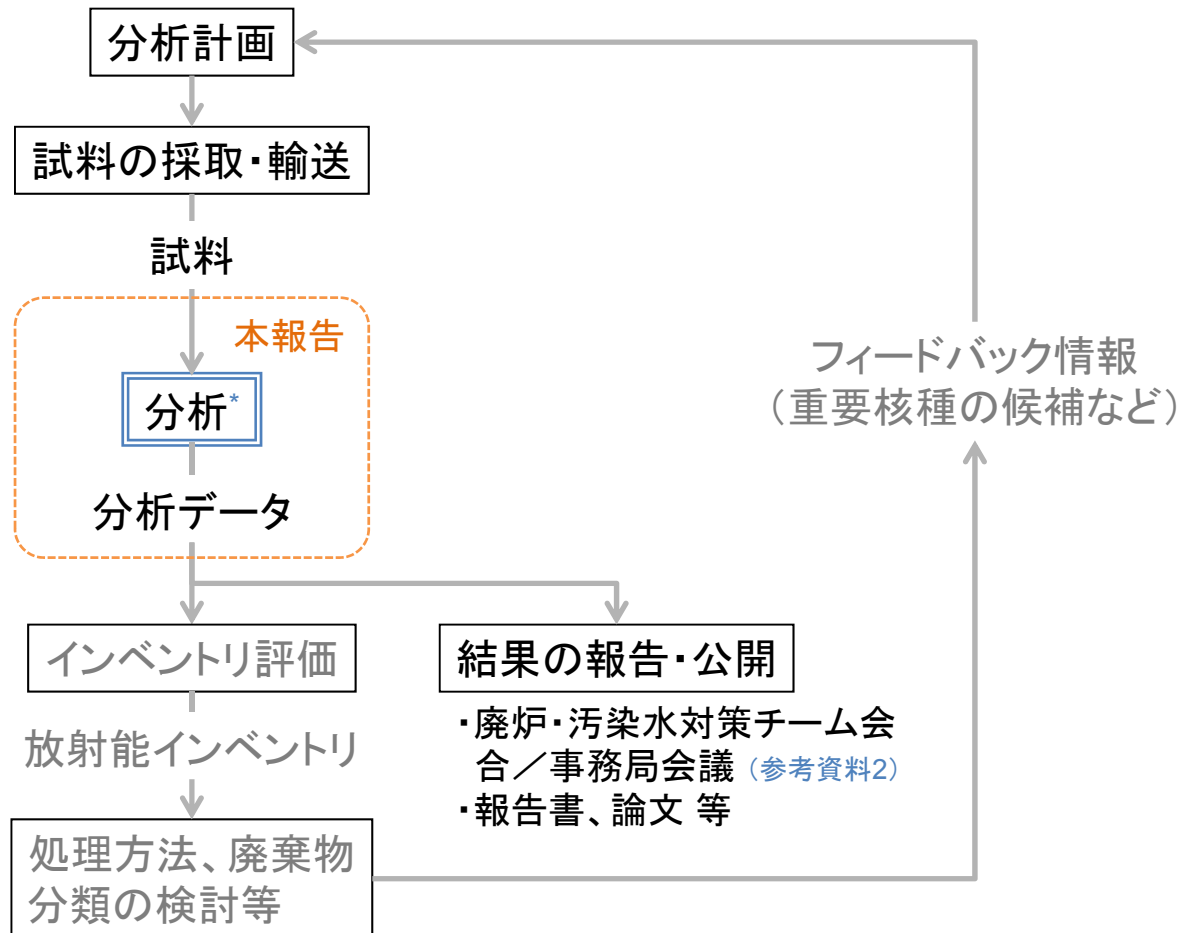 分析計画
試料の採取・輸送
試料
本報告
分析*
分析データ
フィードバック情報
（重要核種の候補など）
インベントリ評価
放射能インベントリ
処理方法、廃棄物
分類の検討等
結果の報告・公開
・廃炉・汚染水対策チーム会
合／事務局会議（参考資料2）
・報告書、論文 等